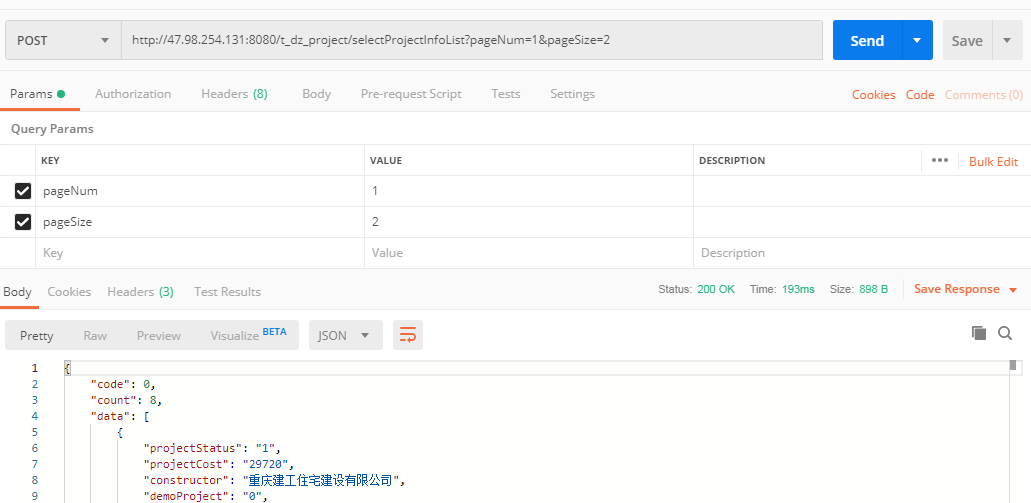 POST http://47.98.254.131:8080/t_dz_project/selectProjectInfoList?pageNum=1&pageSize=2 Send Save
Params Authorization Headers (8) Body Pre-request Script Tests Settings Cookies Code Comments (0)
Query Params
KEY VALUE DESCRIPTION ••• Bulk Edit
pageNum 1
pageSize 2
Key Value Description
Body Cookies Headers (3) Test Results Status: 200 OK Time: 193ms Size: 898 B Save Response
Pretty Raw Preview Visualize BETA JSON
1 {
2 "code": 0,
3 "count": 8,
4 "data": [
5 {
6 "projectStatus": "1",
7 "projectCost": "29720",
8 "constructor": "重庆建工住宅建设有限公司",
9 "demoProject": "0",